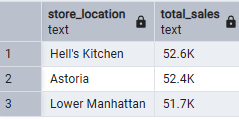 store_location total_sales
text text
1 Hell's Kitchen 52.6K
2 Astoria 52.4K
3 Lower Manhattan 51.7K